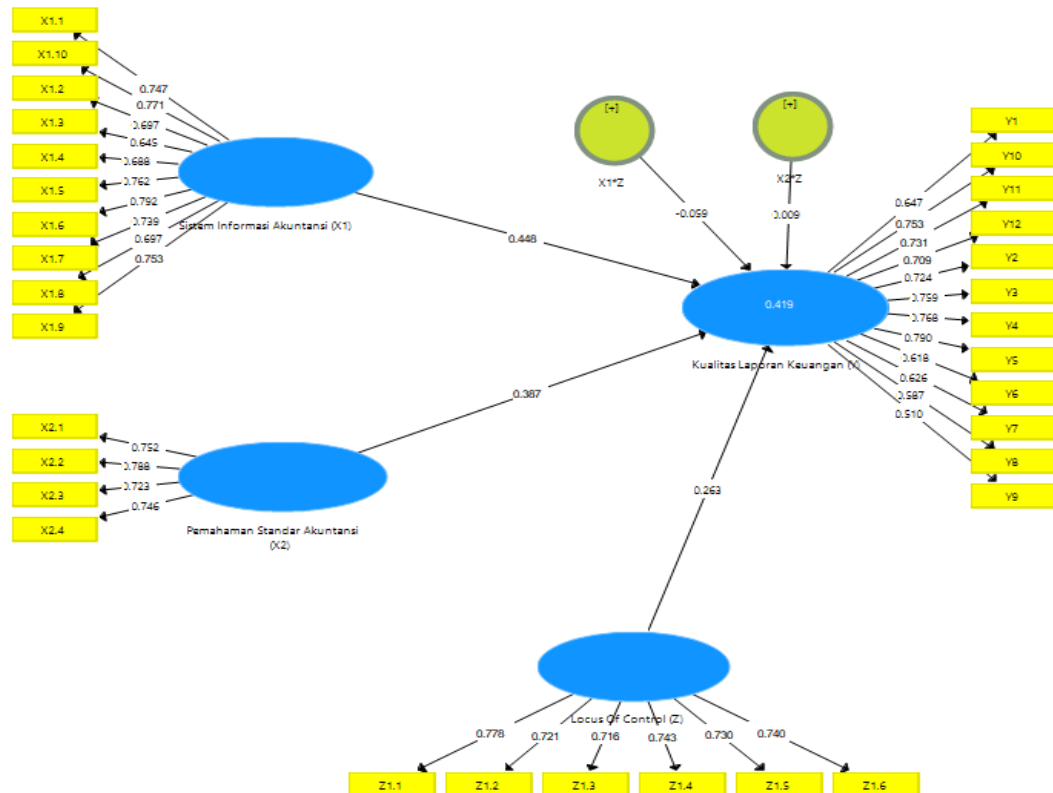 X1.1
X1.10
X1.2
X1.3
X1.4
X1.5
X1.6
X1.7
X1.8
X1.9
0.747
0.771
0.697
0.645
0.688
0.762
0.792
0.739
0.697
0.753
Sistem Informasi Akuntansi (X1)
[+]
X1*Z
[+]
X2*Z
-0.059
0.009
0.448
0.387
0.263
0.419
Kualitas Laporan Keuangan (Y)
0.647
0.753
0.731
0.709
0.724
0.759
0.768
0.790
0.618
0.626
0.587
0.510
Y1
Y10
Y11
Y12
Y2
Y3
Y4
Y5
Y6
Y7
Y8
Y9
X2.1
X2.2
X2.3
X2.4
0.752
0.788
0.723
0.746
Pemahaman Standar Akuntansi
(X2)
Locus Of Control (Z)
0.778
0.721
0.716
0.743
0.730
0.740
Z1.1
Z1.2
Z1.3
Z1.4
Z1.5
Z1.6